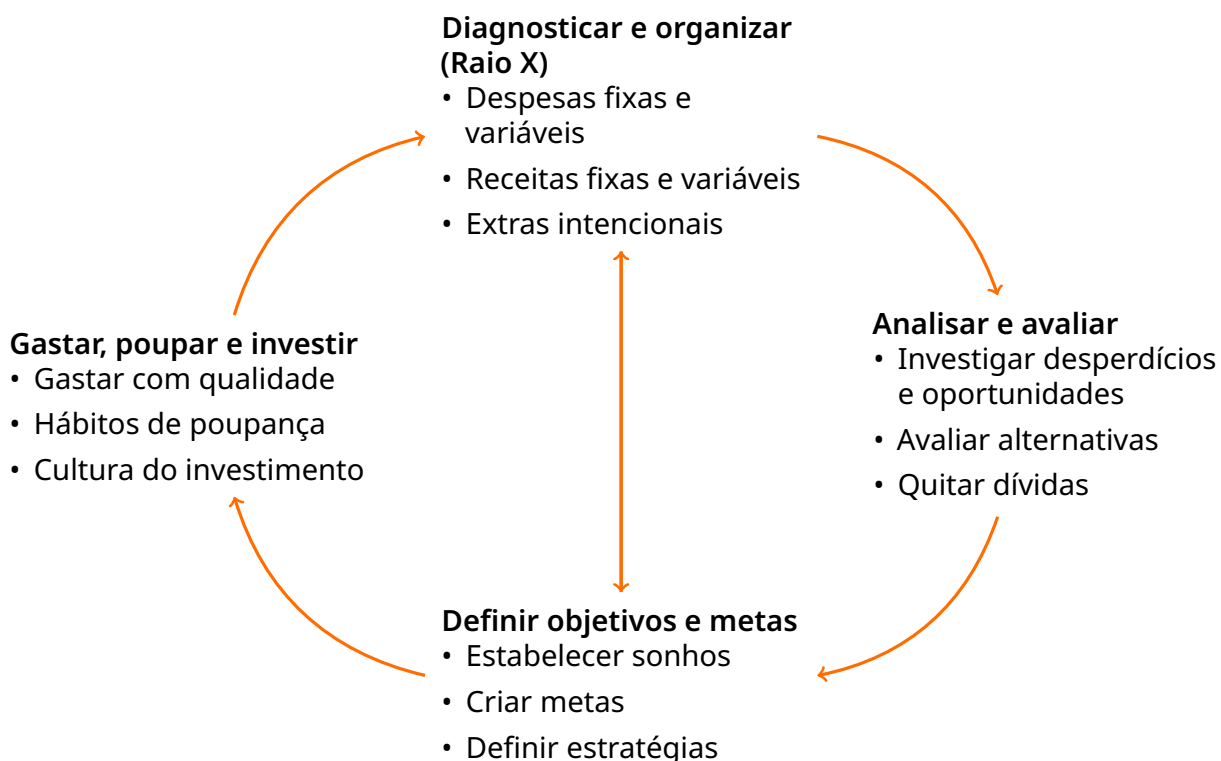 Diagnosticar e organizar
(Raio X)
• Despesas fixas e
variáveis
• Receitas fixas e variáveis
• Extras intencionais
Analisar e avaliar
• Investigar desperdícios
e oportunidades
• Avaliar alternativas
• Quitar dívidas
Definir objetivos e metas
• Estabelecer sonhos
• Criar metas
• Definir estratégias
Gastar, poupar e investir
• Gastar com qualidade
• Hábitos de poupança
• Cultura do investimento